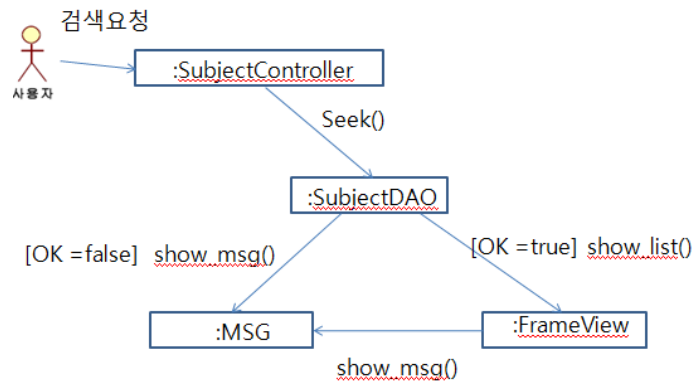 검색요청
사용자
:SubjectController
Seek()
:SubjectDAO
[OK =false] show_msg()
[OK =true] show_list()
:MSG
:FrameView
show_msg()